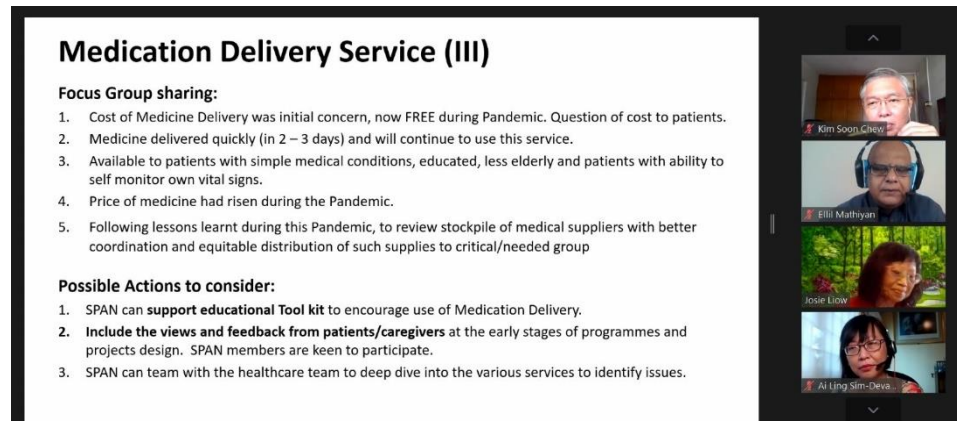 Medication Delivery Service (III)
Focus Group sharing:
1. Cost of Medicine Delivery was initial concern, now FREE during Pandemic. Question of cost to patients.
2. Medicine delivered quickly (in 2 – 3 days) and will continue to use this service.
3. Available to patients with simple medical conditions, educated, less elderly and patients with ability to
self monitor own vital signs.
4. Price of medicine had risen during the Pandemic.
5. Following lessons learnt during this Pandemic, to review stockpile of medical suppliers with better
coordination and equitable distribution of such supplies to critical/needed group
Possible Actions to consider:
1. SPAN can support educational Tool kit to encourage use of Medication Delivery.
2. Include the views and feedback from patients/caregivers at the early stages of programmes and
projects design. SPAN members are keen to participate.
3. SPAN can team with the healthcare team to deep dive into the various services to identify issues.
Kim Soon Chew
Ellil Mathiyan
Josie Liow
Ai Ling Sim-Deva...